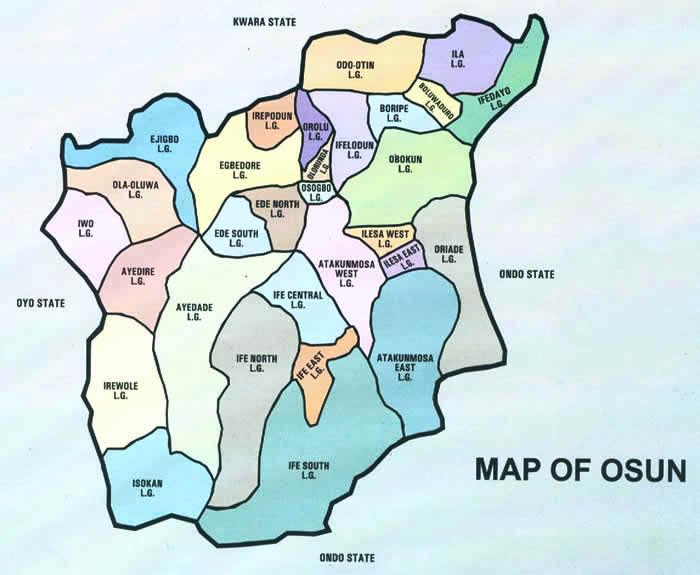 KWARA STATE
ODO-OTIN
L.G.
ILA
L.G.
BOLUWADURO
L.G.
IFEDAYO
L.G.
IREPODUN
L.G.
OROLU
L.G.
IFELODUN
L.G.
BORIPE
L.G.
EJIGBO
L.G.
EGBEDORE
L.G.
OLORUNDA
L.G.
OBOKUN
L.G.
OLA-OLUWA
L.G.
OSOGBO
L.G.
EDE NORTH
L.G.
IWO
L.G.
EDE SOUTH
L.G.
ILESA WEST
L.G.
ILESA EAST
L.G.
ORIADE
L.G.
AYEDIRE
L.G.
ATAKUNMOSA
WEST
L.G.
ONDO STATE
OYO STATE
AYEDADE
L.G.
IFE CENTRAL
L.G.
IREWOLE
L.G.
IFE NORTH
L.G.
IFE EAST
L.G.
ATAKUNMOSA
EAST
L.G.
ISOKAN
L.G.
IFE SOUTH
L.G.
MAP OF OSUN
ONDO STATE